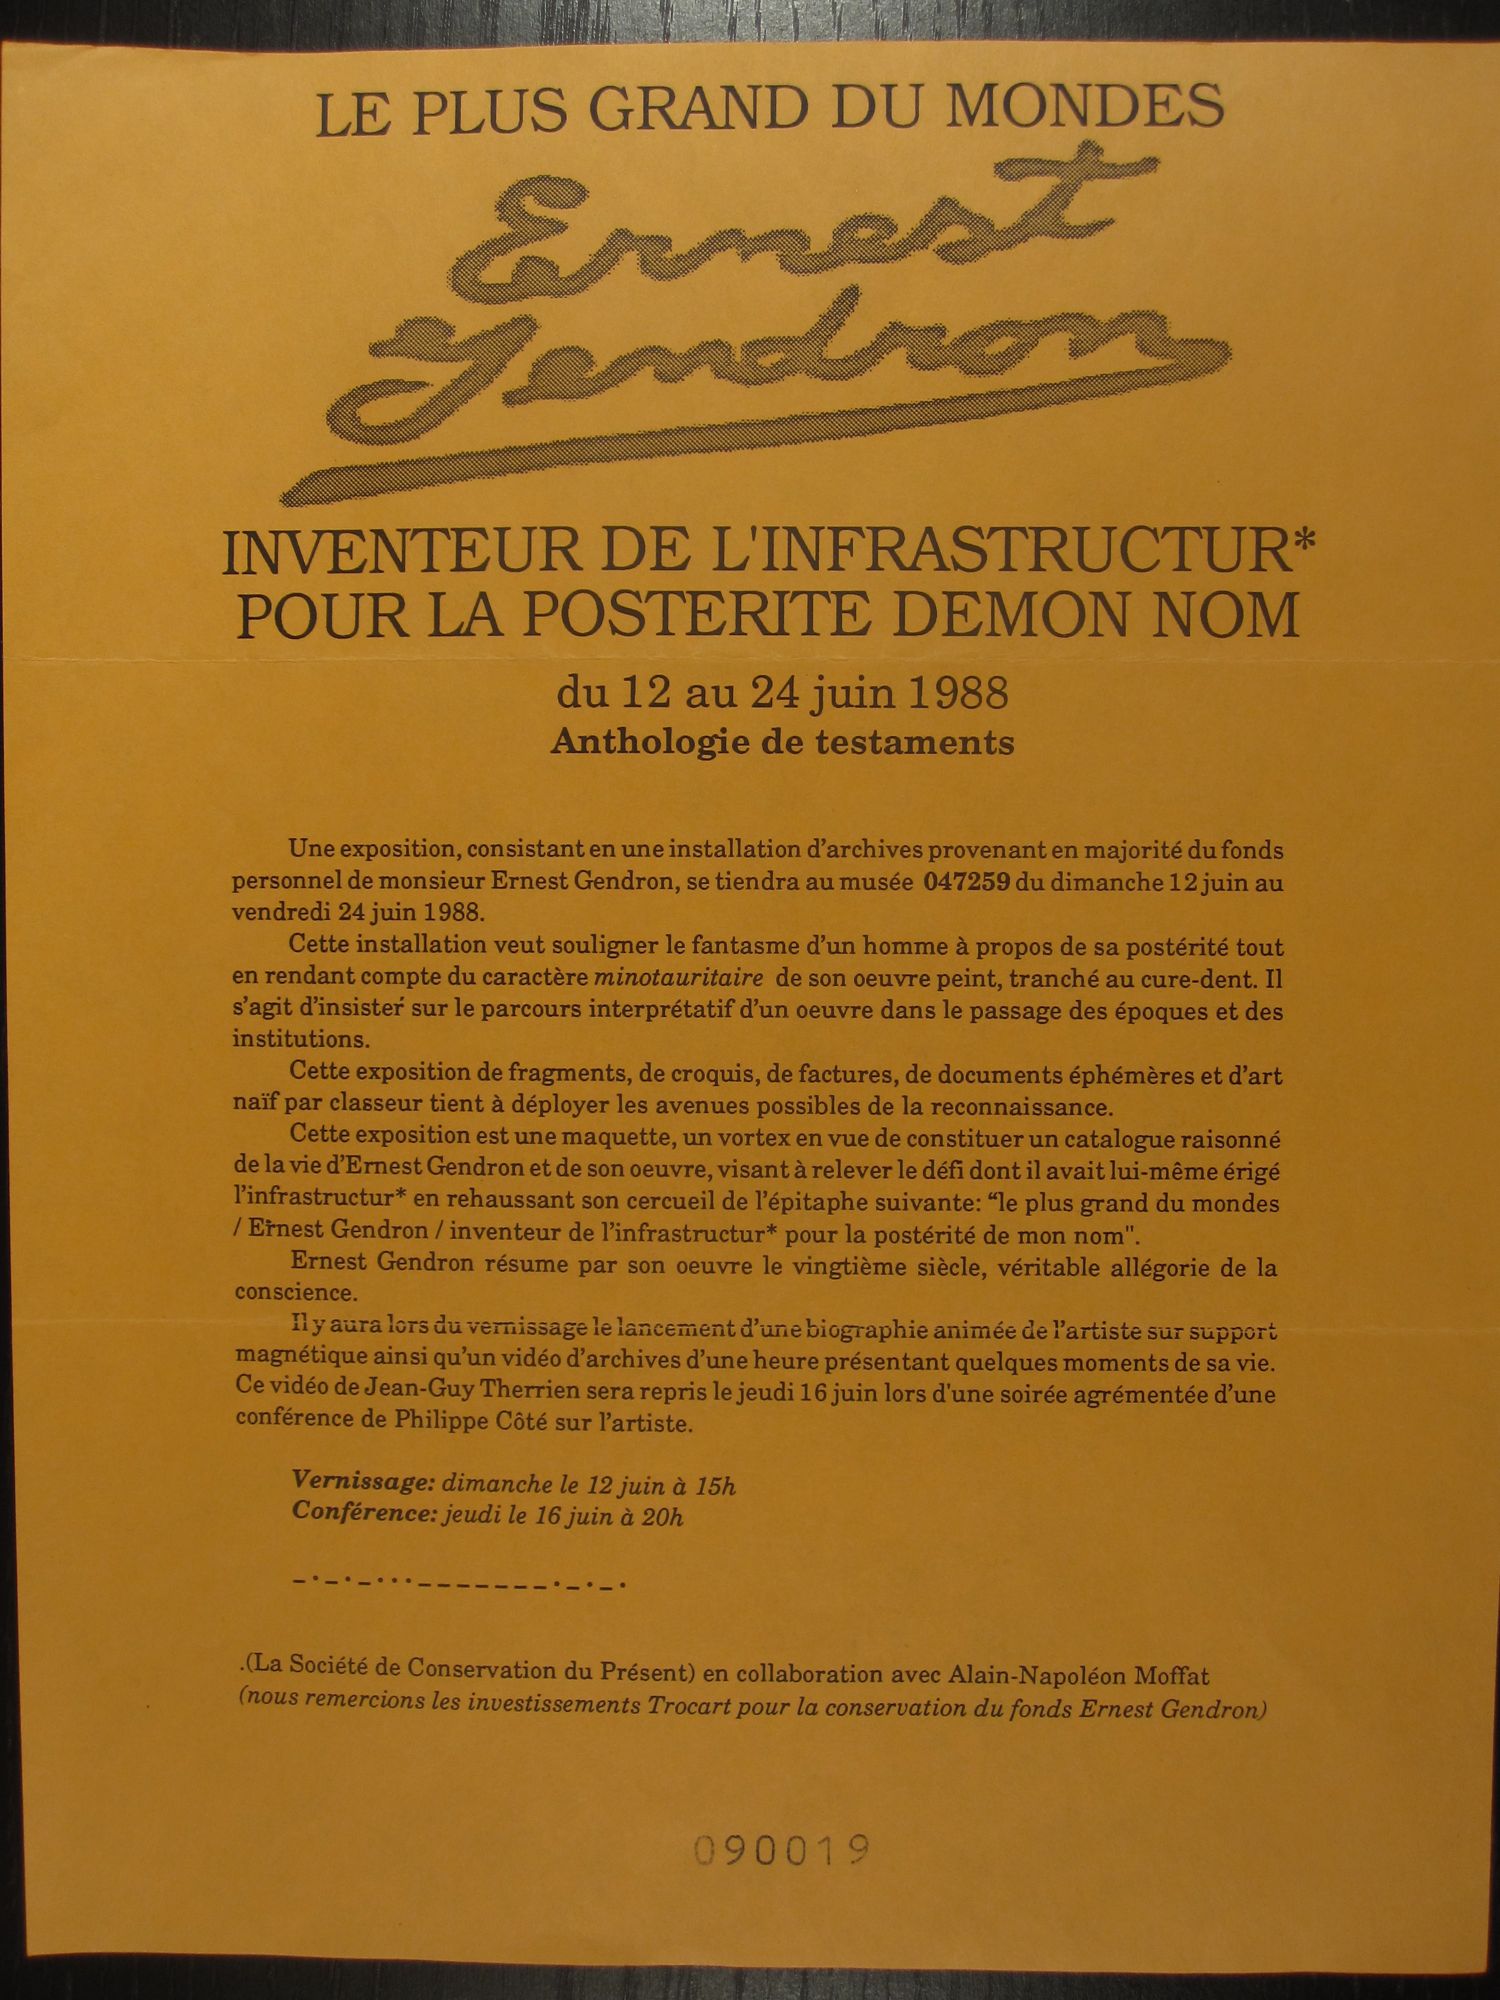 LE PLUS GRAND DU MONDES
Ernest
Gendron
INVENTEUR DE L'INFRASTRUCTUR*
POUR LA POSTERITE DEMON NOM
du 12 au 24 juin 1988
Anthologie de testaments
Une exposition, consistant en une installation d'archives provenant en majorité du fonds
personnel de monsieur Ernest Gendron, se tiendra au musée 047259 du dimanche 12 juin au
vendredi 24 juin 1988.
Cette installation veut souligner le fantasme d'un homme à propos de sa postérité tout
en rendant compte du caractère minotauritaire de son oeuvre peint, tranché au cure-dent. Il
s'agit d'insister sur le parcours interprétatif d'un oeuvre dans le passage des époques et des
institutions.
Cette exposition de fragments, de croquis, de factures, de documents éphémères et d'art
naïf par classeur tient à déployer les avenues possibles de la reconnaissance.
Cette exposition est une maquette, un vortex en vue de constituer un catalogue raisonné
de la vie d'Ernest Gendron et de son oeuvre, visant à relever le défi dont il avait lui-même érigé
l'infrastructur* en rehaussant son cercueil de l'épitaphe suivante: "le plus grand du mondes
/ Ernest Gendron / inventeur de l'infrastructur* pour la postérité de mon nom".
Ernest Gendron résume par son oeuvre le vingtième siècle, véritable allégorie de la
conscience.
Il y aura lors du vernissage le lancement d'une biographie animée de l'artiste sur support
magnétique ainsi qu'un vidéo d'archives d'une heure présentant quelques moments de sa vie.
Ce vidéo de Jean-Guy Therrien sera repris le jeudi 16 juin lors d'une soirée agrémentée d'une
conférence de Philippe Côté sur l'artiste.
Vernissage: dimanche le 12 juin à 15h
Conférence: jeudi le 16 juin à 20h
_._._..._ _ _ _ _ _ _ _._._.
.(La Société de Conservation du Présent) en collaboration avec Alain-Napoléon Moffat
(nous remercions les investissements Trocart pour la conservation du fonds Ernest Gendron)
090019